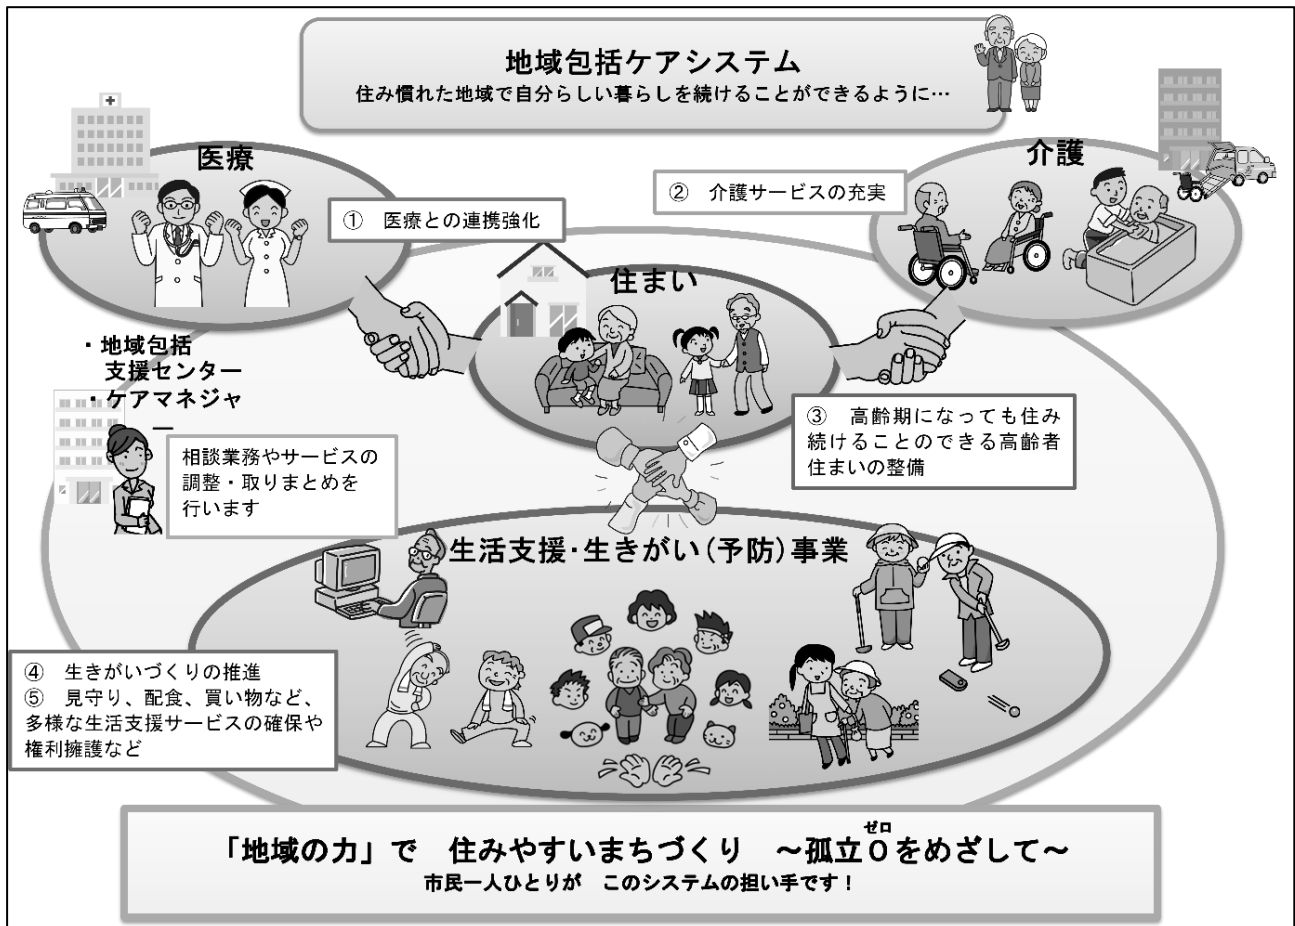 地域包括ケアシステム
住み慣れた地域で自分らしい暮らしを続けることができるように…
医療
介護
① 医療との連携強化
② 介護サービスの充実
住まい
・地域包括
支援センター
・ケアマネジャ
ー
相談業務やサービスの
調整・取りまとめを
行います
③ 高齢期になっても住み
続けることのできる高齢者
住まいの整備
生活支援・生きがい(予防)事業
④ 生きがいづくりの推進
⑤ 見守り、配食、買い物など、
多様な生活支援サービスの確保や
権利擁護など
ゼロ
「地域の力」で 住みやすいまちづくり ～孤立0をめざして～
市民一人ひとりが このシステムの担い手です！